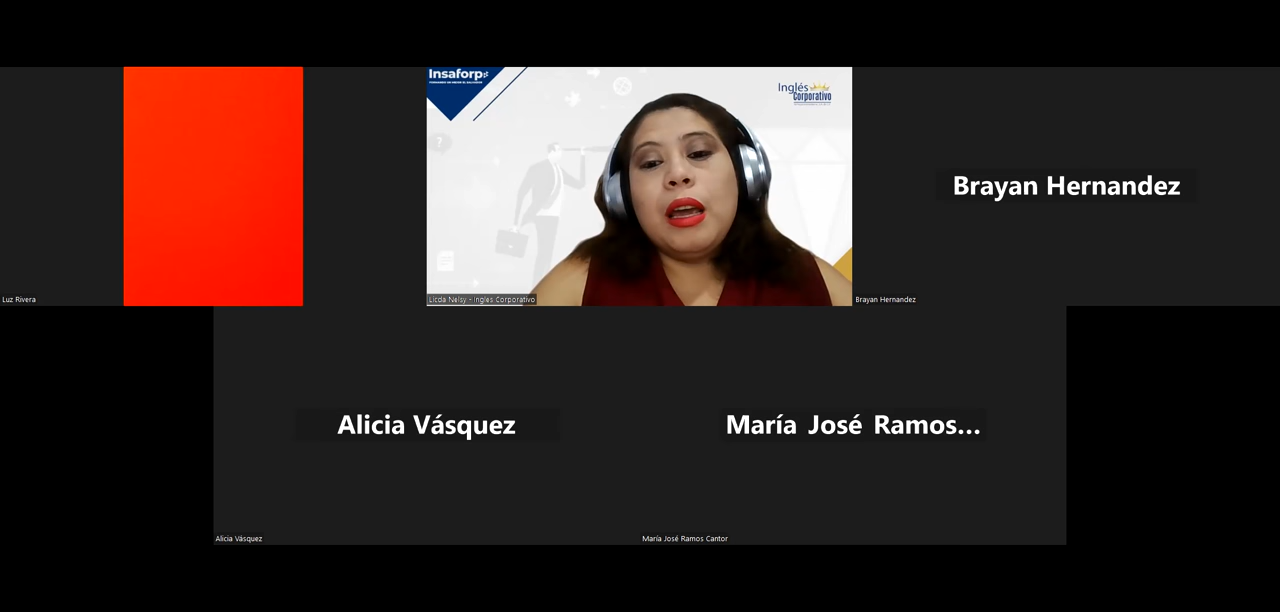 Insaforp
Inglés
Corporativo
Brayan Hernandez
Luz Rivera
Licda Nelsy - Inglés Corporativo
Brayan Hernandez
Alicia Vásquez
María José Ramos...
Alicia Vásquez
María José Ramos Cantor